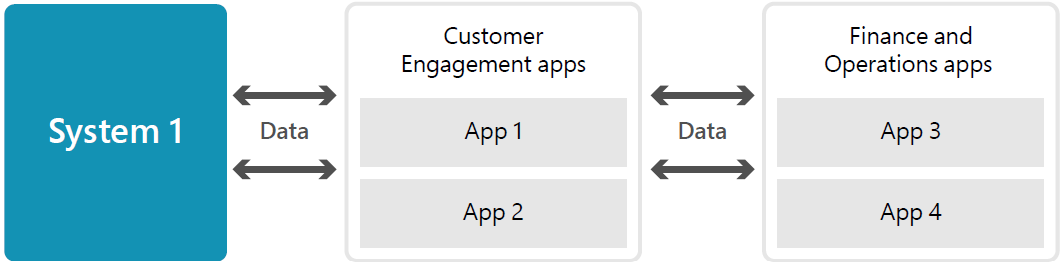 System 1
Data
Customer
Engagement apps
App 1
App 2
Data
Finance and
Operations apps
App 3
App 4